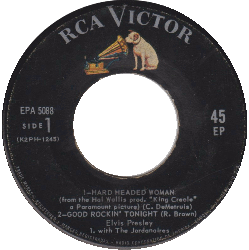 RCA VICTOR
EPA 5088
SIDE 1
(K2PH-1245)
45
EP
1-HARD HEADED WOMAN
(from the Hal Wallis prod. "King Creole"
a Paramount picture) (C. DeMetruis)
2-GOOD ROCKIN' TONIGHT (R. Brown)
Elvis Presley
1. with The Jordanaires